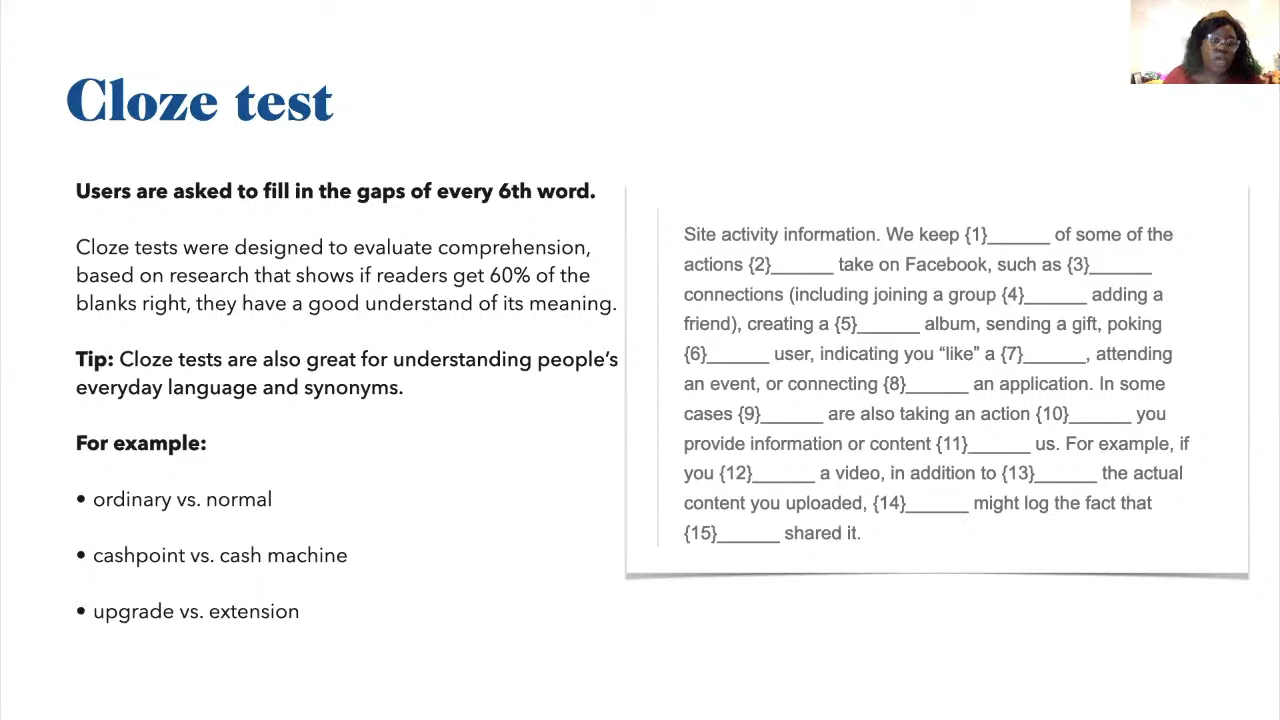 Cloze test
Users are asked to fill in the gaps of every 6th word.
Cloze tests were designed to evaluate comprehension,
based on research that shows if readers get 60% of the
blanks right, they have a good understand of its meaning.
Tip: Cloze tests are also great for understanding people's
everyday language and synonyms.
For example:
• ordinary vs. normal
• cashpoint vs. cash machine
• upgrade vs. extension
Site activity information. We keep {1}______ of some of the
actions {2}______ take on Facebook, such as {3}______
connections (including joining a group {4}______ adding a
friend), creating a {5}______ album, sending a gift, poking
{6}______ user, indicating you “like” a {7}______, attending
an event, or connecting {8}______ an application. In some
cases {9}______ are also taking an action {10}______ you
provide information or content {11}______ us. For example, if
you {12}______ a video, in addition to {13}______ the actual
content you uploaded, {14}______ might log the fact that
{15}______ shared it.